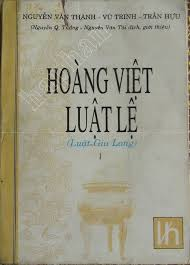 NGUYỄN VĂN THÀNH - VŨ TRINH - TRẦN HỰU
(Nguyễn Q. Thắng - Nguyễn Văn Tài dịch, giới thiệu)
HOÀNG VIỆT
LUẬT LỆ
(Luật Gia Long)
I